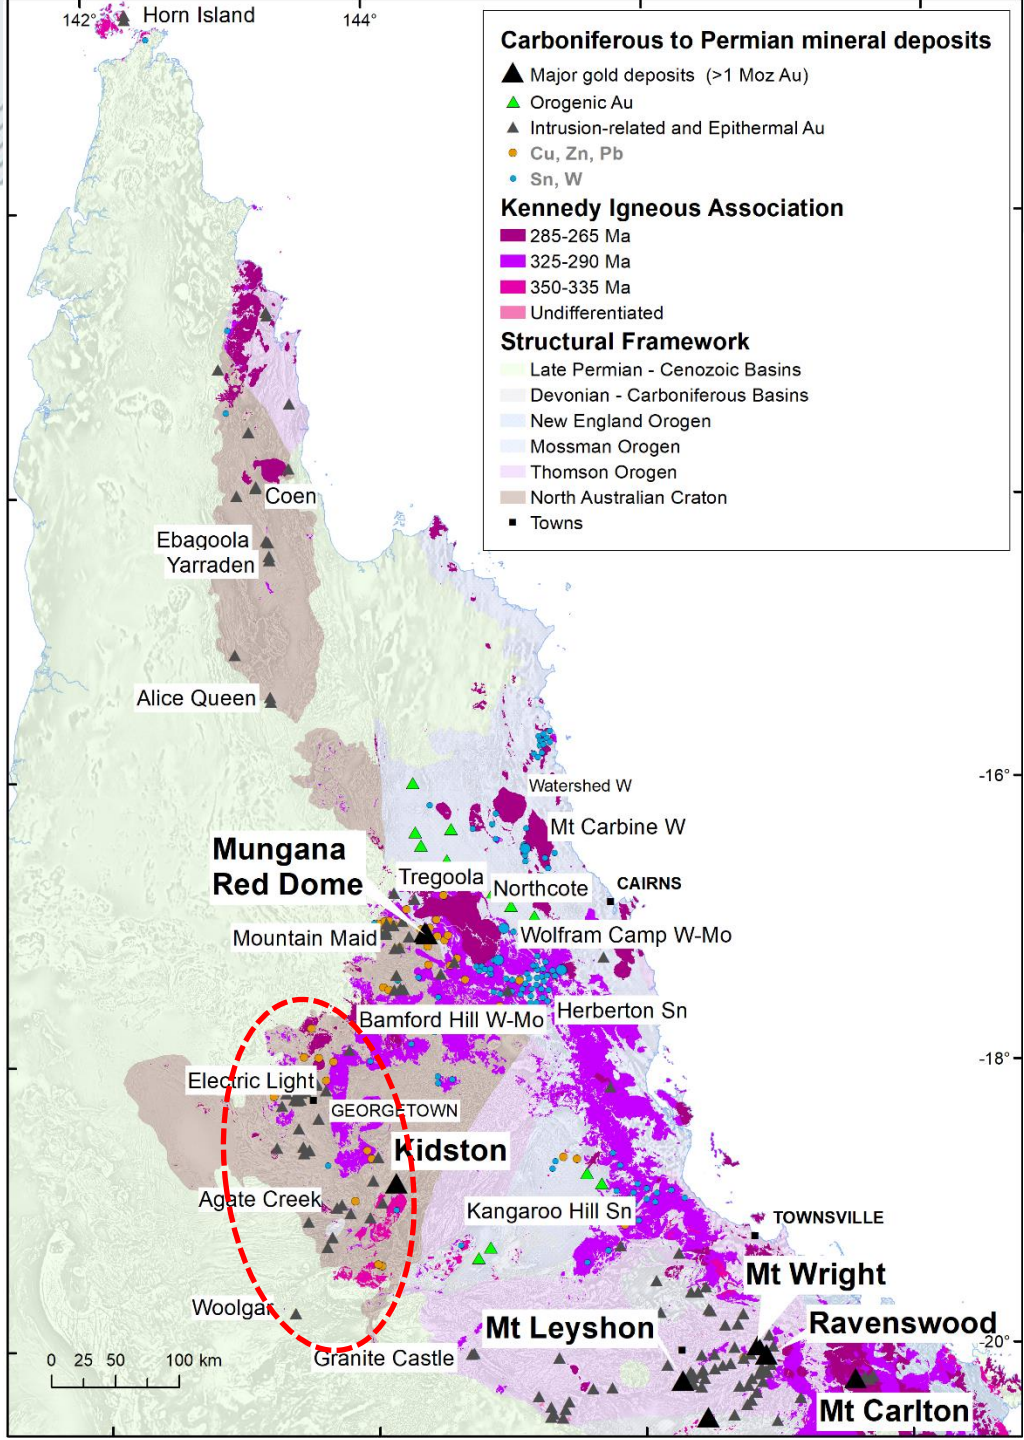 142°
Horn Island
144°
Carboniferous to Permian mineral deposits
Major gold deposits (>1 Moz Au)
Orogenic Au
Intrusion-related and Epithermal Au
Cu, Zn, Pb
Sn, W
Kennedy Igneous Association
285-265 Ma
325-290 Ma
350-335 Ma
Undifferentiated
Structural Framework
Late Permian - Cenozoic Basins
Devonian - Carboniferous Basins
New England Orogen
Mossman Orogen
Thomson Orogen
North Australian Craton
Towns
Coen
Ebagoola
Yarraden
Alice Queen
-16°
Watershed W
Mt Carbine W
Mungana
Red Dome
Tregoola
Northcote
CAIRNS
Mountain Maid
Wolfram Camp W-Mo
Bamford Hill W-Mo
Herberton Sn
-18°
Electric Light
GEORGETOWN
Kidston
Agate Creek
Kangaroo Hill Sn
TOWNSVILLE
Mt Wright
Woolgar
Mt Leyshon
Ravenswood
-20°
Granite Castle
0 25 50 100 km
Mt Carlton